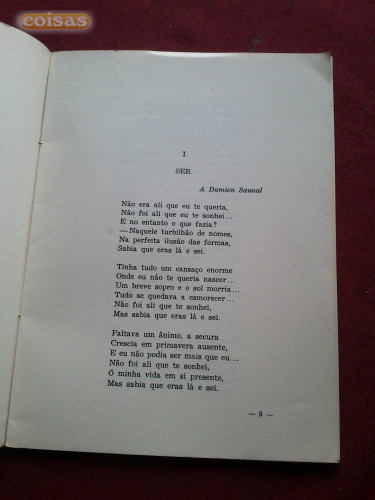 coisas
I
SER
A Damien Saunal
Não era ali que eu te queria,
Não foi ali que eu te sonhei...
E no entanto o que fazia?
—Naquele turbilhão de nomes,
Na perfeita ilusão das formas,
Sabia que eras lá e sei.
Tinha tudo um cansaço enorme
Onde eu não te queria nascer...
Um breve sopro e o sol morria...
Tudo se quedava a esmorecer...
Não foi ali que te sonhei,
Mas sabia que eras lá e sei.
Faltava um ânimo, a secura
Crescia em primavera ausente,
E eu não podia ser mais que eu...
Não foi ali que te sonhei,
Ó minha vida em si presente,
Mas sabia que eras lá e sei.
— 5 —